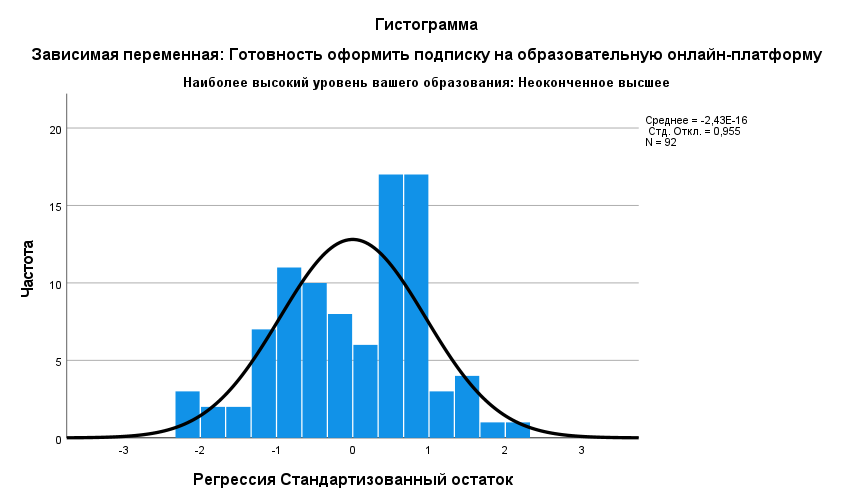 Гистограмма
Зависимая переменная: Готовность оформить подписку на образовательную онлайн-платформу
Наиболее высокий уровень вашего образования: Неоконченное высшее
Среднее = -2,43E-16
Стд. Откл. = 0,955
N = 92
Частота
20
15
10
5
0
-3 -2 -1 0 1 2 3
Регрессия Стандартизованный остаток